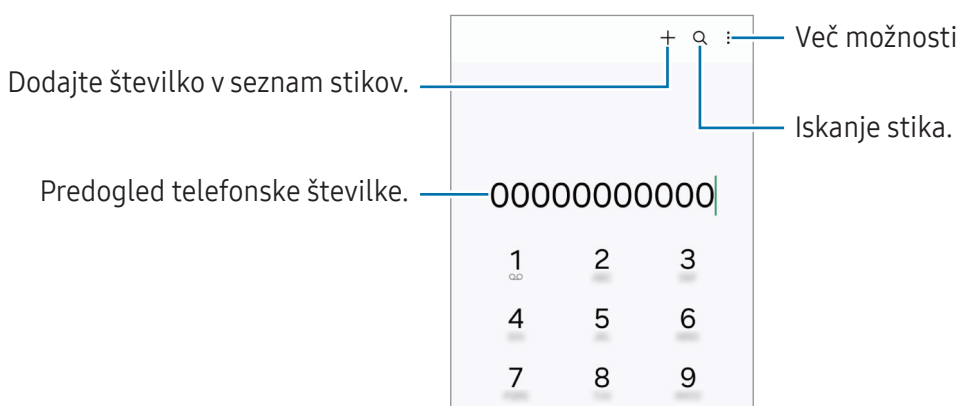 Več možnosti
Dodajte številko v seznam stikov.
Iskanje stika.
Predogled telefonske številke.
00000000000
1 2 3
4 5 6
7 8 9